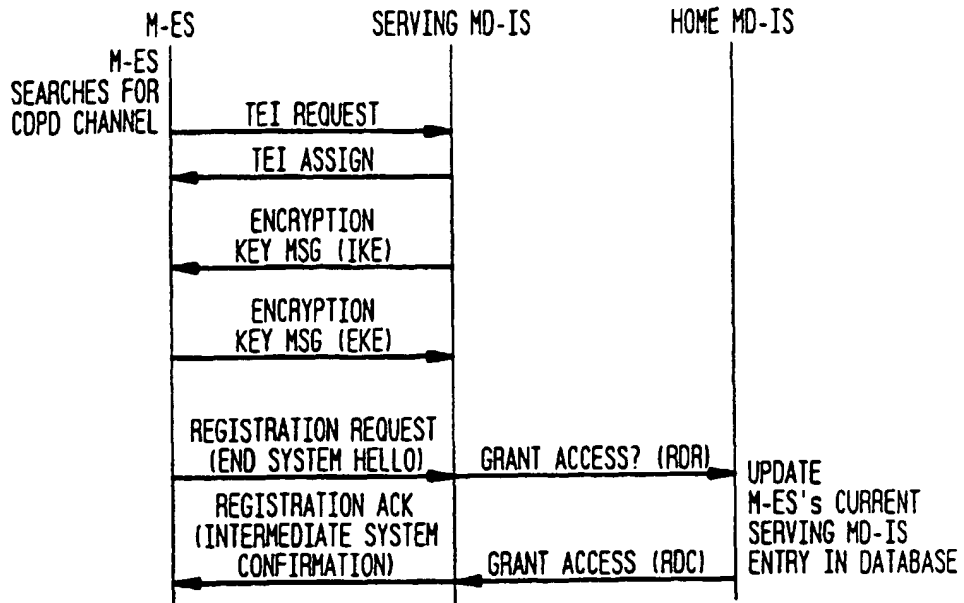 M-ES SERVING MD-IS HOME MD-IS
M-ES
SEARCHES FOR
CDPD CHANNEL
TEI REQUEST
TEI ASSIGN
ENCRYPTION
KEY MSG (IKE)
ENCRYPTION
KEY MSG (EKE)
REGISTRATION REQUEST
(END SYSTEM HELLO)
GRANT ACCESS? (RDR)
UPDATE
M-ES's CURRENT
SERVING MD-IS
ENTRY IN DATABASE
REGISTRATION ACK
(INTERMEDIATE SYSTEM
CONFIRMATION)
GRANT ACCESS (RDC)